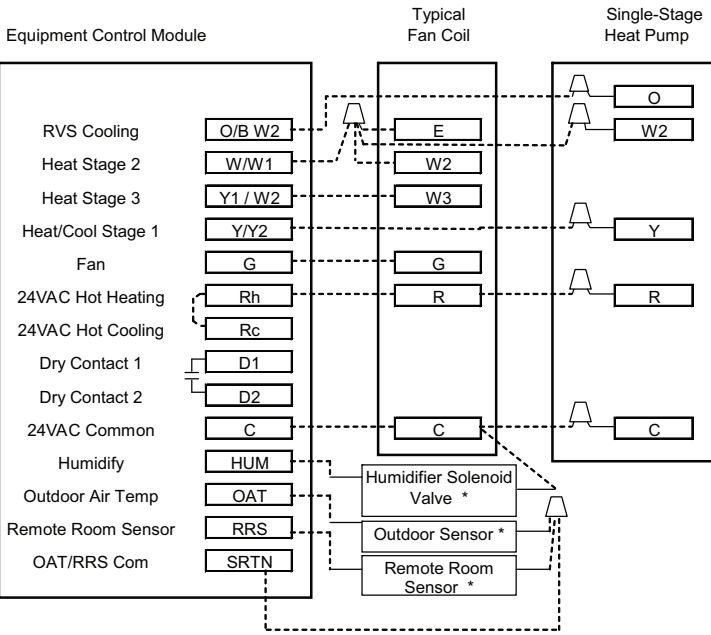 Equipment Control Module
Typical
Fan Coil
Single-Stage
Heat Pump
O
RVS Cooling O/B W2 E W2
Heat Stage 2 W/W1 W2
Heat Stage 3 Y1 / W2 W3
Heat/Cool Stage 1 Y/Y2 Y
Fan G G
24VAC Hot Heating Rh R R
24VAC Hot Cooling Rc
Dry Contact 1 D1
Dry Contact 2 D2
24VAC Common C C C
Humidify HUM
Humidifier Solenoid
Valve *
Outdoor Air Temp OAT
Outdoor Sensor *
Remote Room Sensor RRS
Remote Room
Sensor *
OAT/RRS Com SRTN